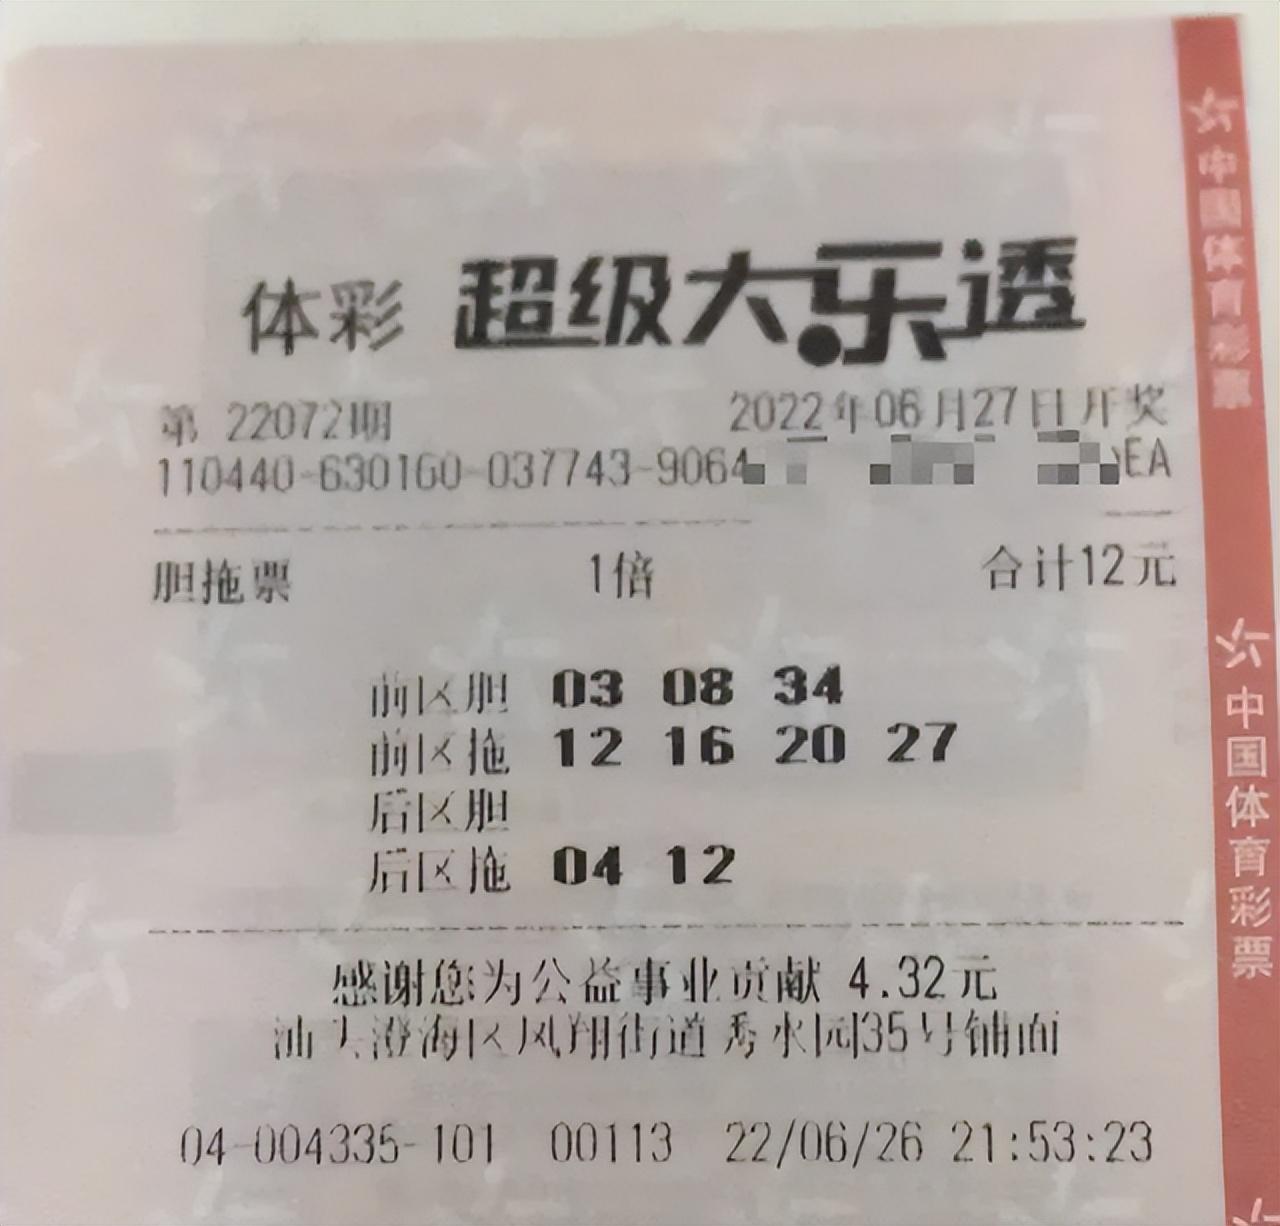 体彩 超级大乐透
第 22072期 2022年06月27日开奖
110440-630160-037743-9064 EA
胆拖票 1倍 合计12元
前区胆 03 08 34
前区拖 12 16 20 27
后区胆
后区拖 04 12
感谢您为公益事业贡献 4.32元
汕头澄海区凤翔街道秀水园35号铺面
04-004335-101 00113 22/06/26 21:53:23
中国体育彩票
中国体育彩票